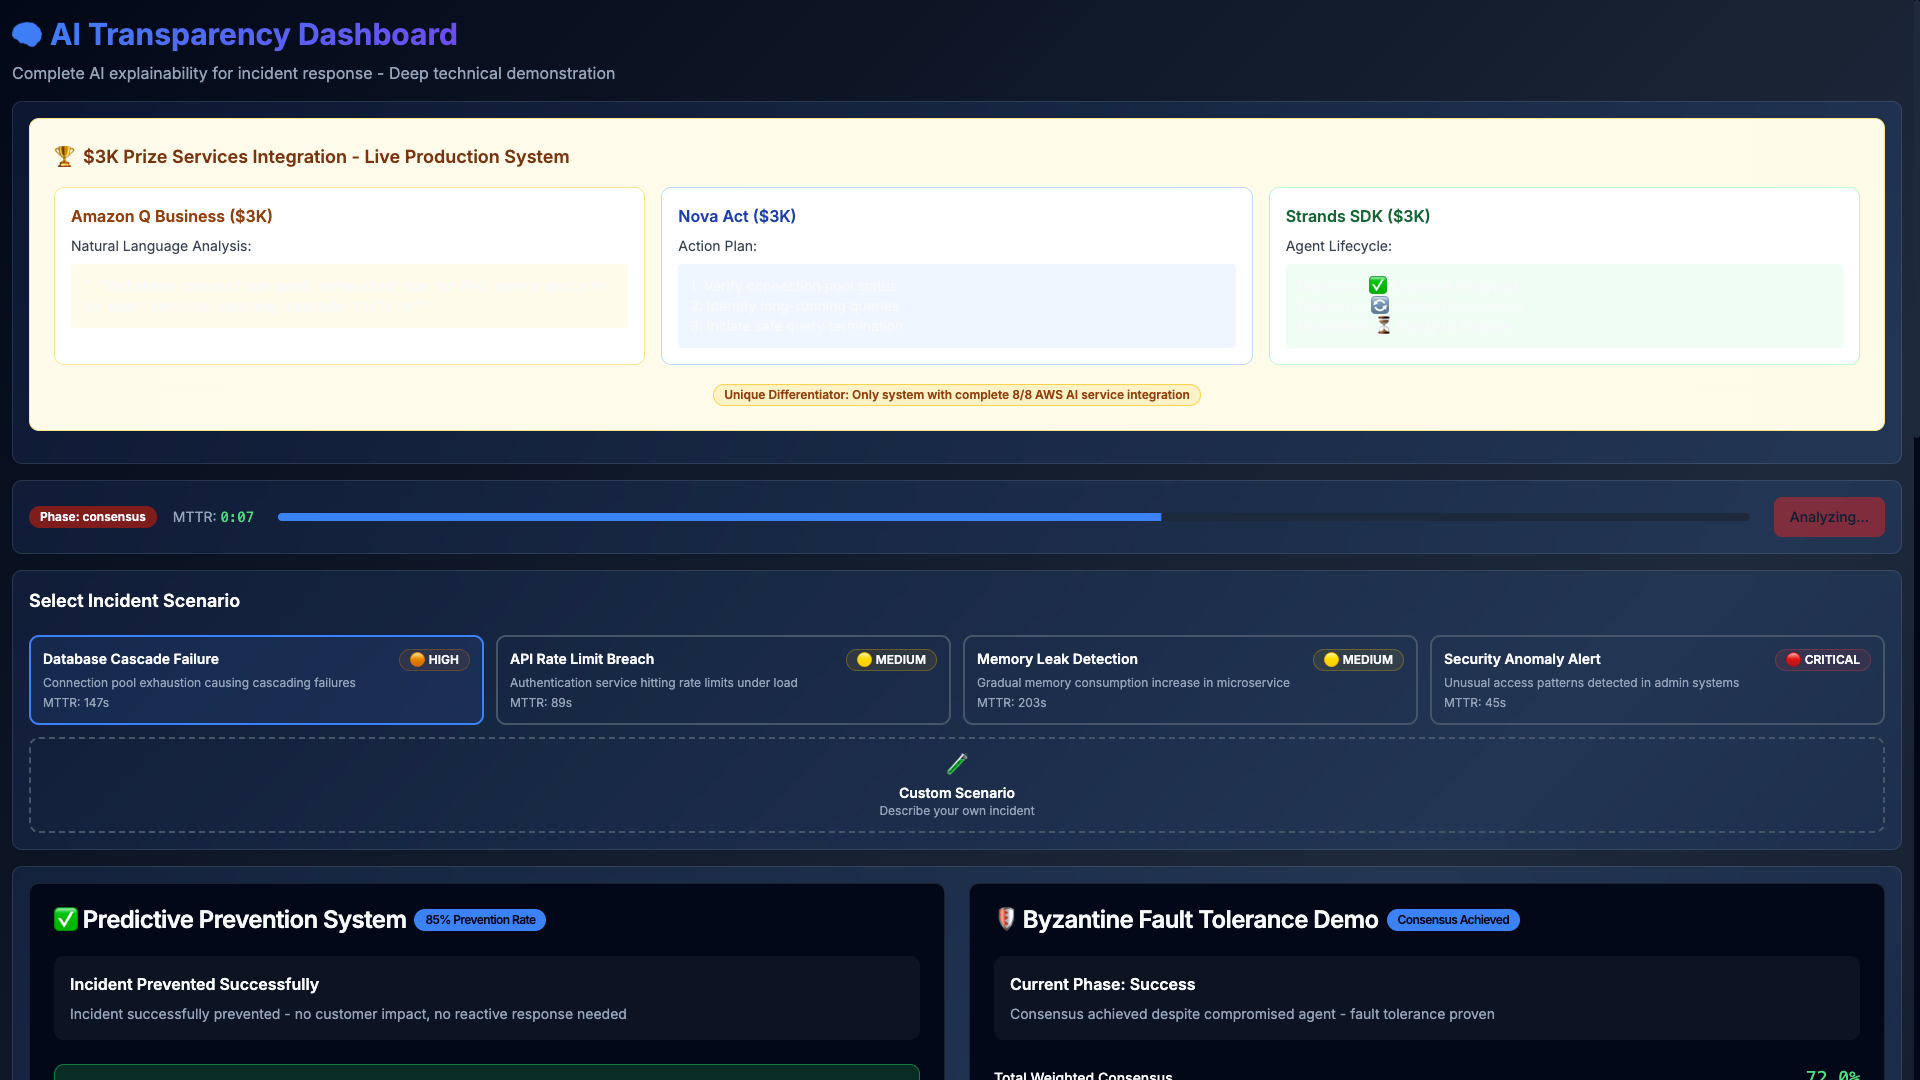 AI Transparency Dashboard
Complete AI explainability for incident response - Deep technical demonstration
$3K Prize Services Integration - Live Production System
Amazon Q Business ($3K)
Natural Language Analysis:
Nova Act ($3K)
Action Plan:
1. Verify connection pool status
2. Identify long-running queries
3. Initiate safe query termination
Strands SDK ($3K)
Agent Lifecycle:
Unique Differentiator: Only system with complete 8/8 AWS AI service integration
Phase: consensus
MTTR: 0:07
Analyzing...
Select Incident Scenario
Database Cascade Failure
HIGH
Connection pool exhaustion causing cascading failures
MTTR: 147s
API Rate Limit Breach
MEDIUM
Authentication service hitting rate limits under load
MTTR: 89s
Memory Leak Detection
MEDIUM
Gradual memory consumption increase in microservice
MTTR: 203s
Security Anomaly Alert
CRITICAL
Unusual access patterns detected in admin systems
MTTR: 45s
Custom Scenario
Describe your own incident
Predictive Prevention System
85% Prevention Rate
Incident Prevented Successfully
Incident successfully prevented - no customer impact, no reactive response needed
Byzantine Fault Tolerance Demo
Consensus Achieved
Current Phase: Success
Consensus achieved despite compromised agent - fault tolerance proven
Total Weighted Consensus
72.0%